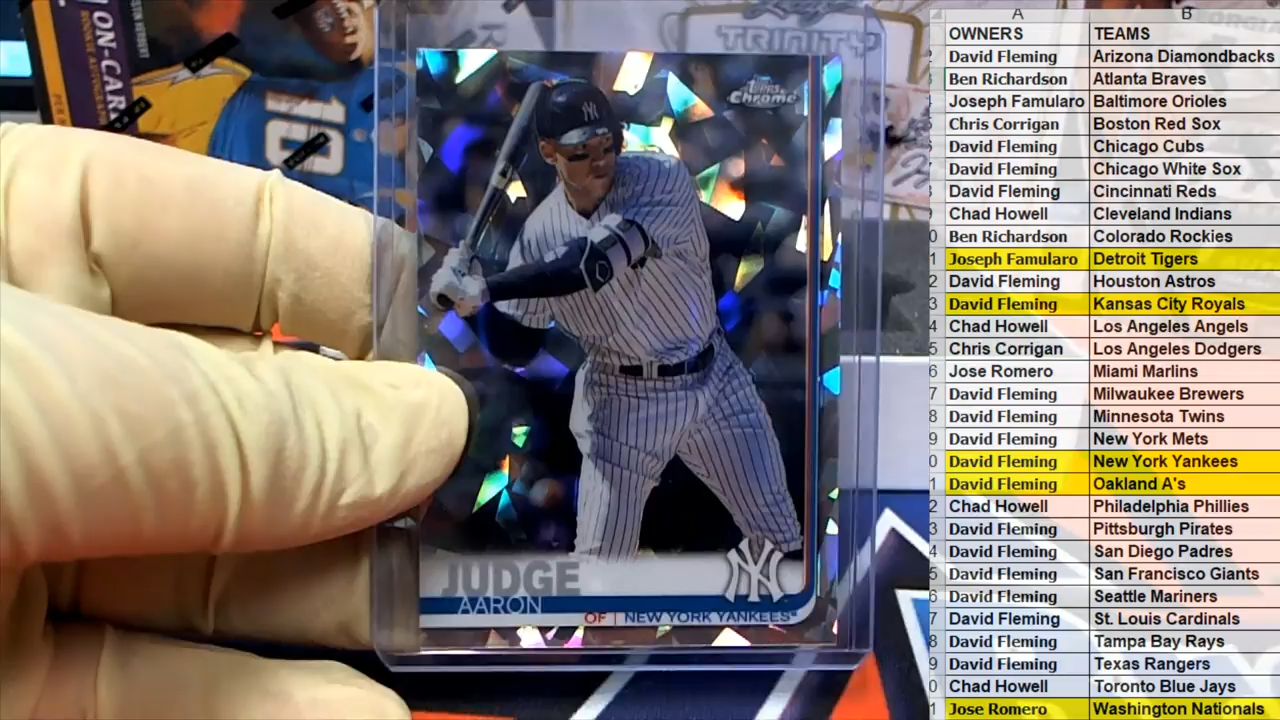 ON-CARD
ROOKIE AUTOGRAPHS
10
TRINITY
Topps
Chrome
NY
JUDGE
AARON
NY
OF | NEW YORK YANKEES
A B
OWNERS TEAMS
David Fleming Arizona Diamondbacks
Ben Richardson Atlanta Braves
Joseph Famularo Baltimore Orioles
Chris Corrigan Boston Red Sox
David Fleming Chicago Cubs
David Fleming Chicago White Sox
David Fleming Cincinnati Reds
Chad Howell Cleveland Indians
Ben Richardson Colorado Rockies
Joseph Famularo Detroit Tigers
David Fleming Houston Astros
David Fleming Kansas City Royals
Chad Howell Los Angeles Angels
Chris Corrigan Los Angeles Dodgers
Jose Romero Miami Marlins
David Fleming Milwaukee Brewers
David Fleming Minnesota Twins
David Fleming New York Mets
David Fleming New York Yankees
David Fleming Oakland A's
Chad Howell Philadelphia Phillies
David Fleming Pittsburgh Pirates
David Fleming San Diego Padres
David Fleming San Francisco Giants
David Fleming Seattle Mariners
David Fleming St. Louis Cardinals
David Fleming Tampa Bay Rays
David Fleming Texas Rangers
Chad Howell Toronto Blue Jays
Jose Romero Washington Nationals